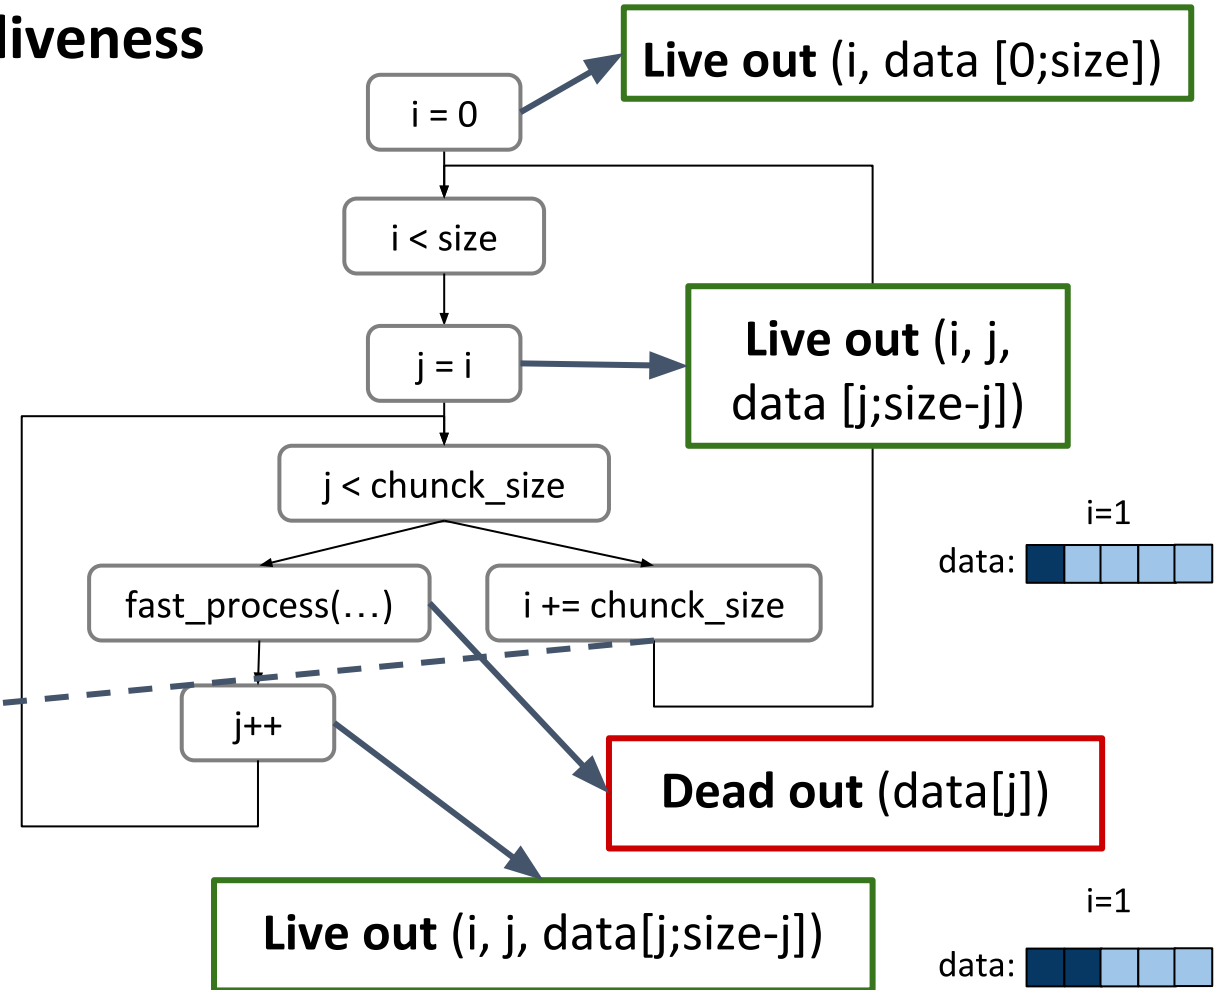 liveness
Live out (i, data [0;size])
i = 0
i < size
j = i
Live out (i, j,
data [j;size-j])
j < chunck_size
i=1
data:
fast_process(...)
i += chunck_size
j++
Dead out (data[j])
Live out (i, j, data[j;size-j])
i=1
data: